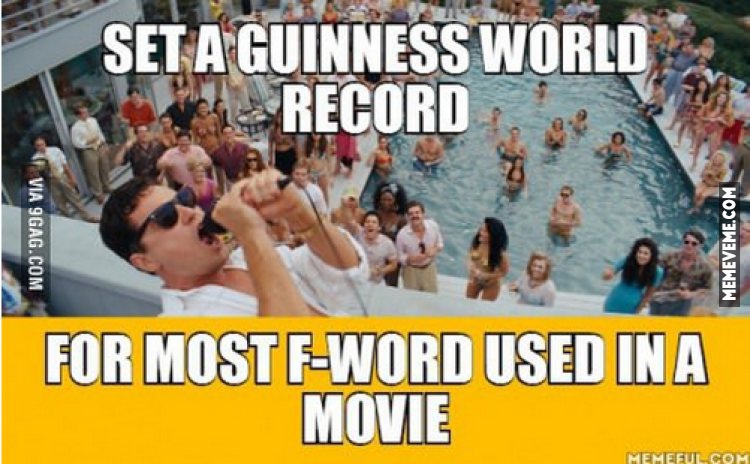 SET A GUINNESS WORLD
RECORD
VIA 9GAG.COM
MEMEVEME.COM
FOR MOST F-WORD USED IN A
MOVIE
MEMEFUL.COM